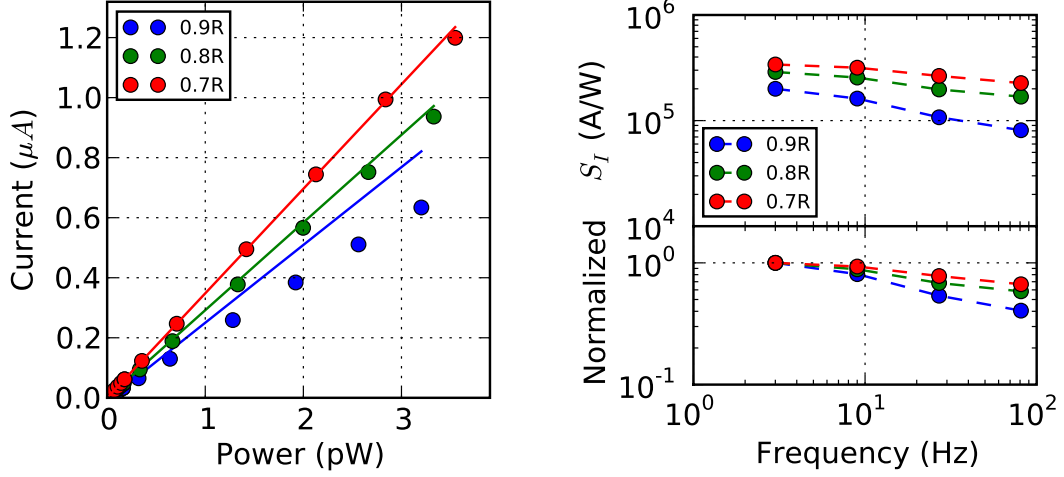 1.2
1.0
0.8
0.6
0.4
0.2
0.0
0
1
2
3
Current (μA)
Power (pW)
0.9R
0.8R
0.7R
10⁶
10⁵
10⁴
S_I (A/W)
0.9R
0.8R
0.7R
10⁰
10⁻¹
Normalized
10⁰
10¹
10²
Frequency (Hz)